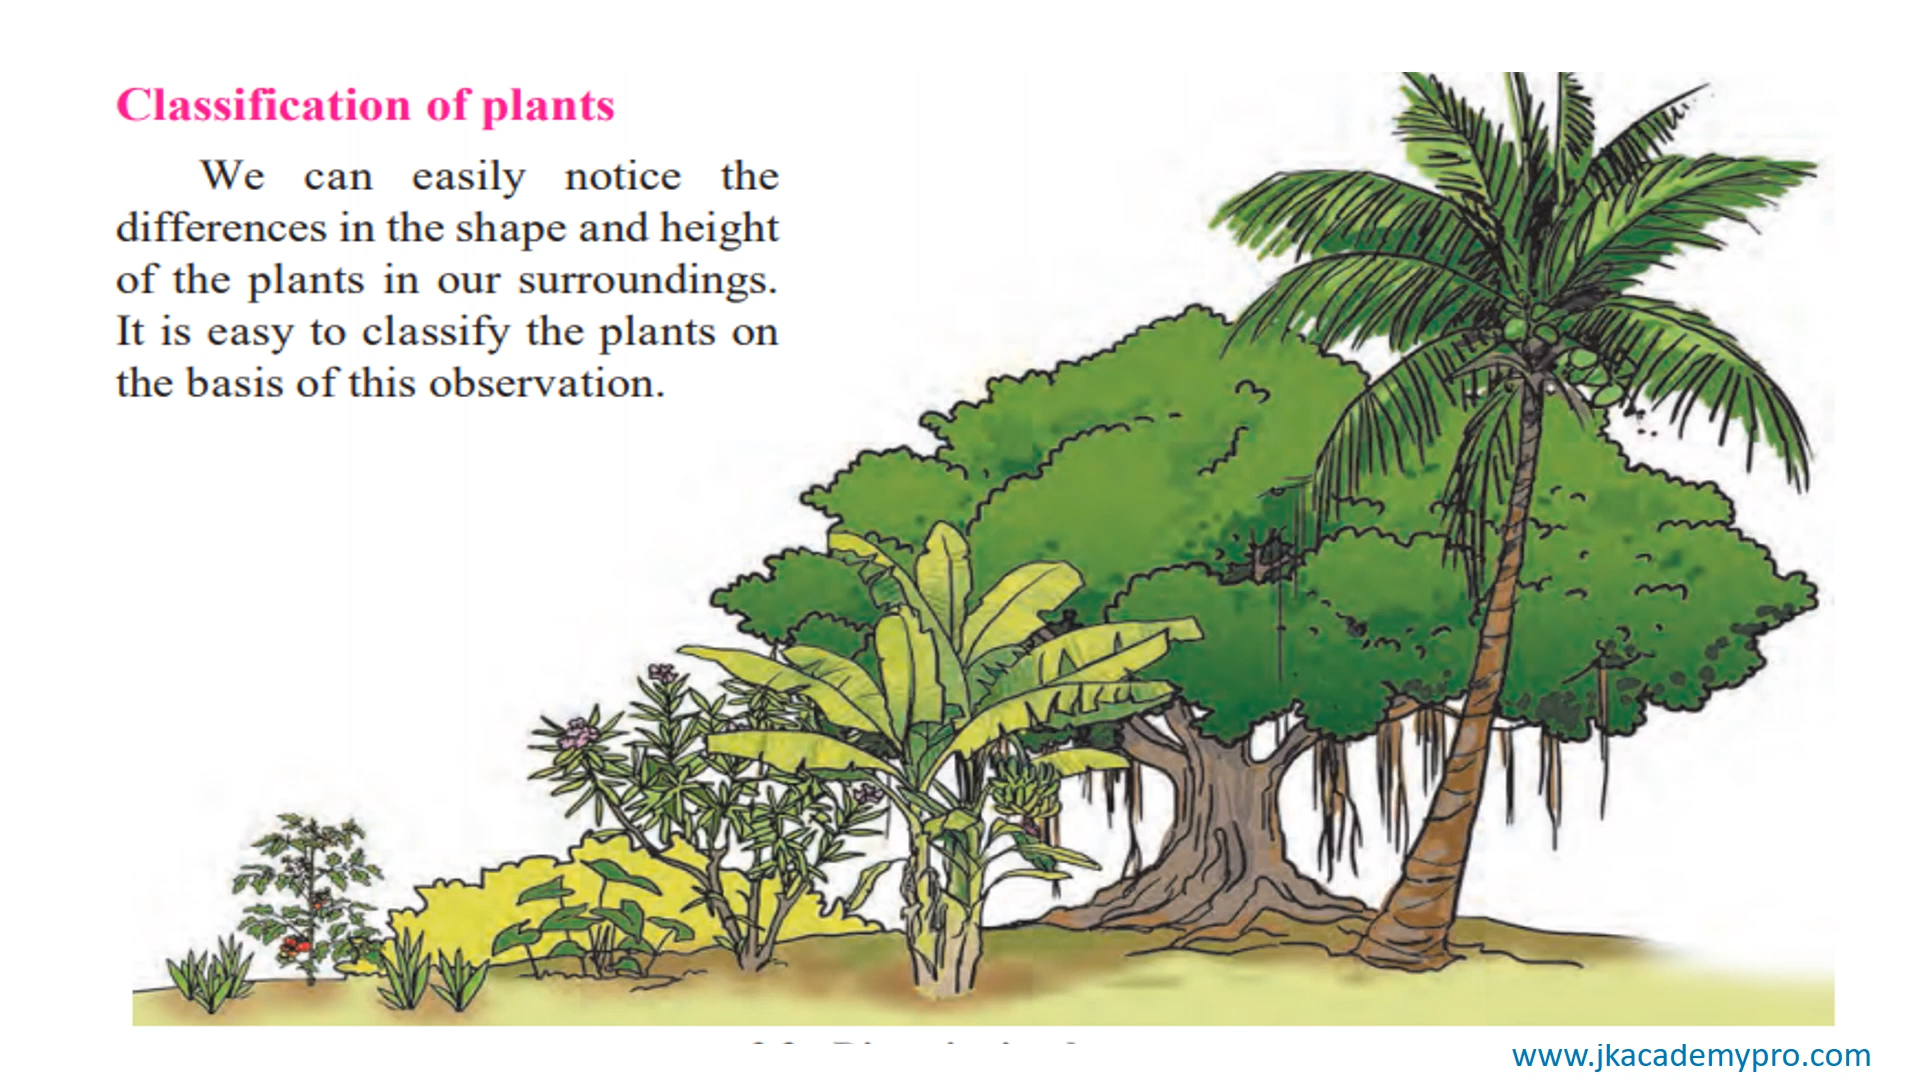 Classification of plants
We can easily notice the
differences in the shape and height
of the plants in our surroundings.
It is easy to classify the plants on
the basis of this observation.
www.jkacademypro.com